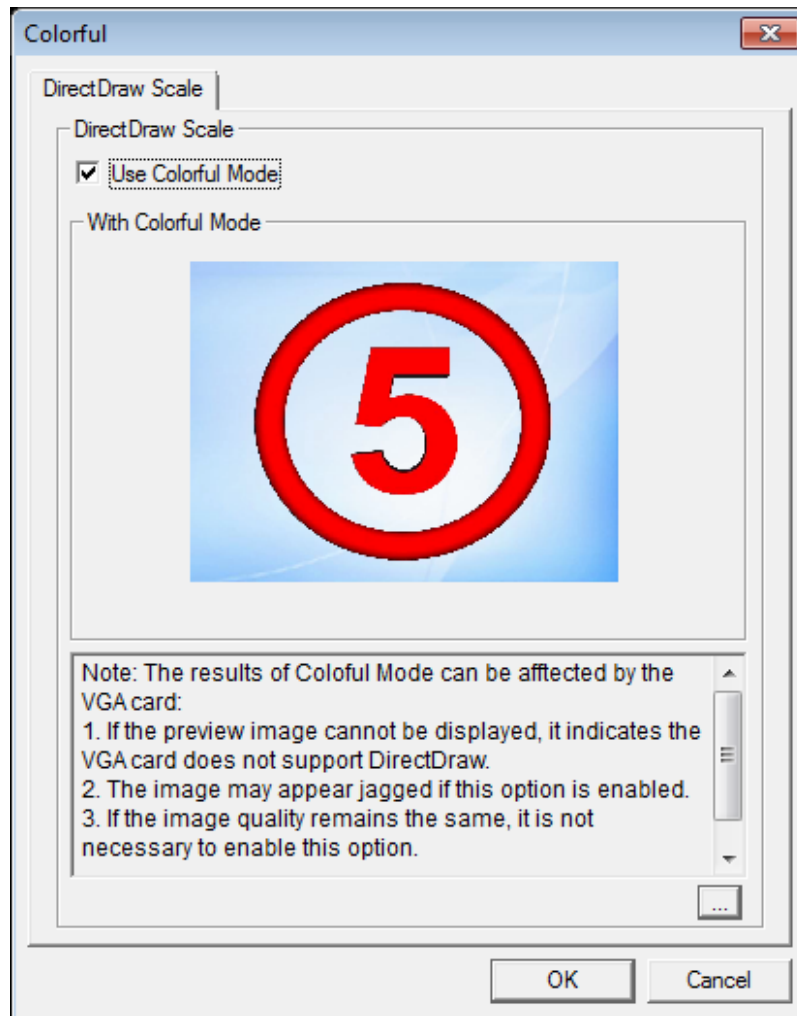 Colorful
DirectDraw Scale
DirectDraw Scale
Use Colorful Mode
With Colorful Mode
5
Note: The results of Coloful Mode can be afftected by the
VGA card:
1. If the preview image cannot be displayed, it indicates the
VGA card does not support DirectDraw.
2. The image may appear jagged if this option is enabled.
3. If the image quality remains the same, it is not
necessary to enable this option.
...
OK Cancel